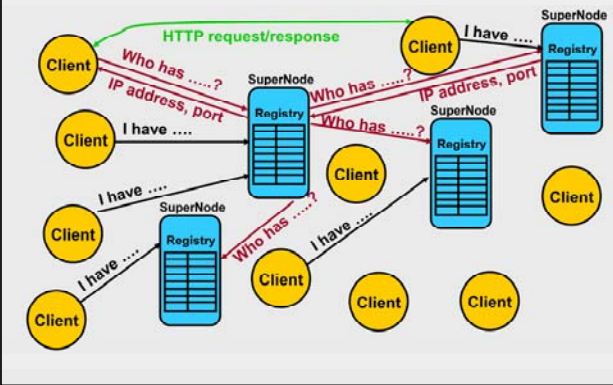 SuperNode
I have ....
Registry
HTTP request/response
Client
Client
Who has .....?
IP address, port
SuperNode
Who has .....?
IP address, port
Registry
SuperNode
Who has .....?
Registry
I have ....
Client
Client
Client
I have ....
SuperNode
Who has .....?
Registry
I have ....
Client
I have ....
Client
Client
Client
Client